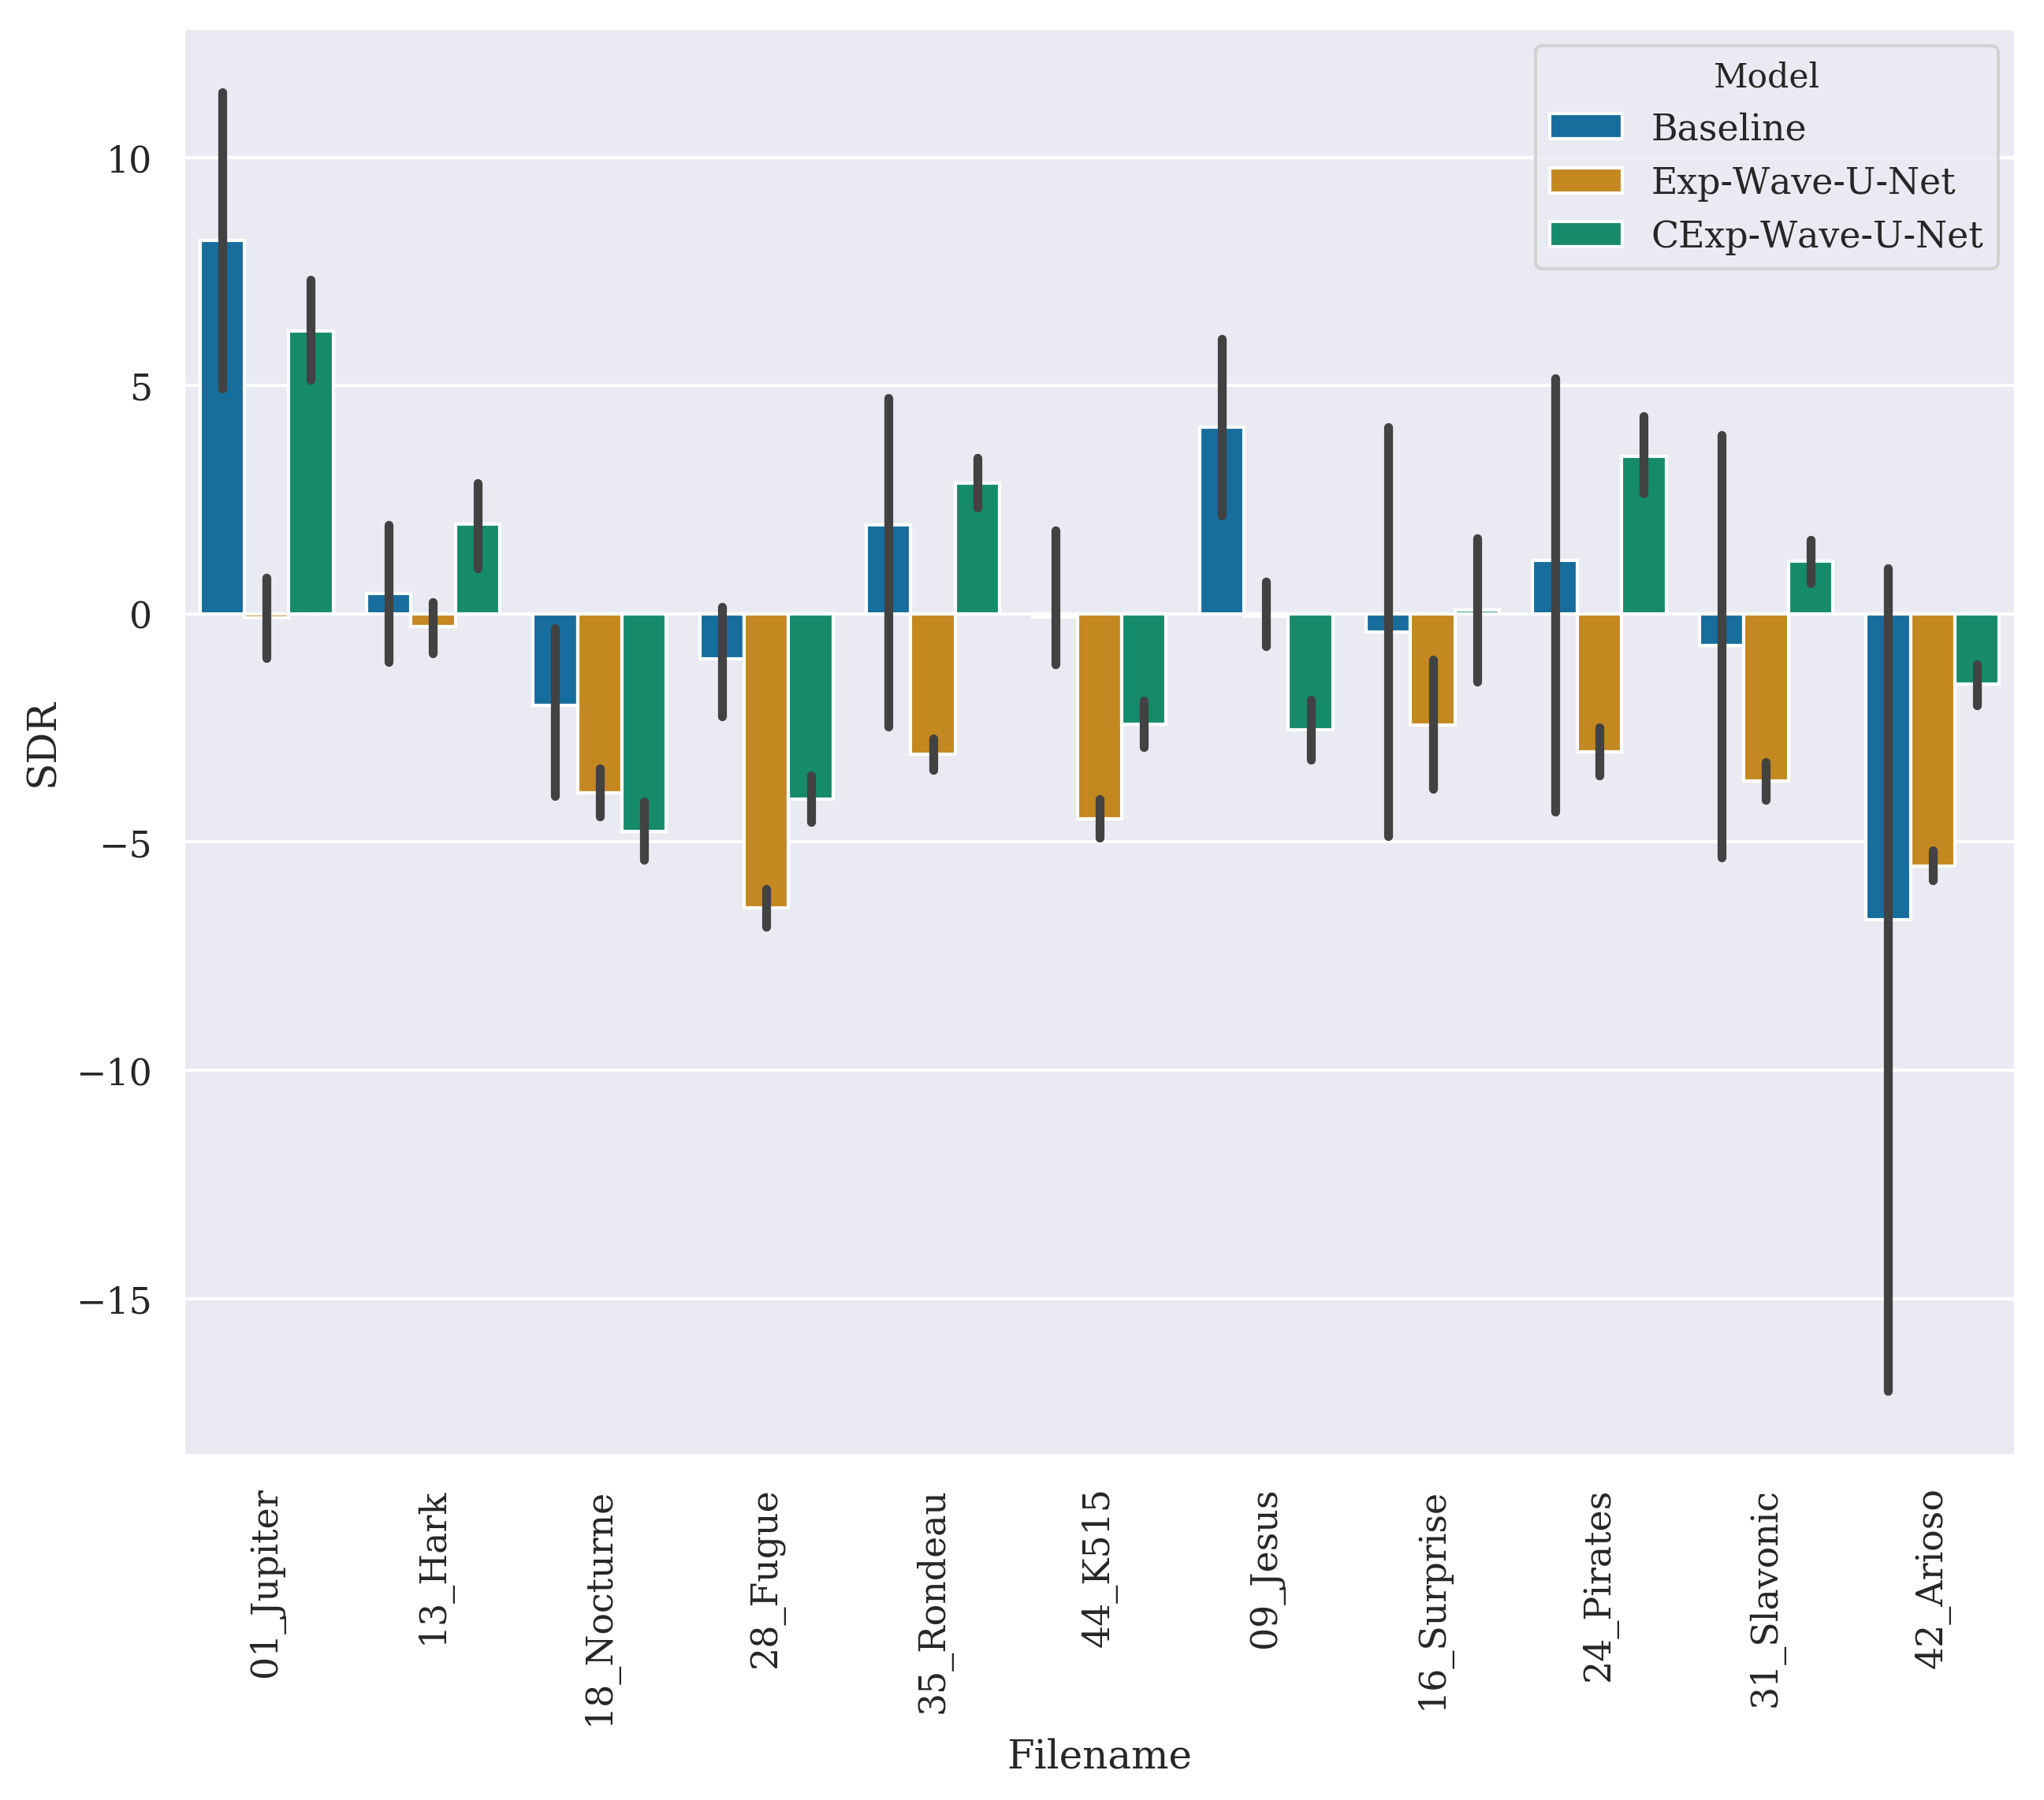 Model
Baseline
Exp-Wave-U-Net
CExp-Wave-U-Net
10
5
0
−5
−10
−15
SDR
01_Jupiter
13_Hark
18_Nocturne
28_Fugue
35_Rondeau
44_K515
09_Jesus
16_Surprise
24_Pirates
31_Slavonic
42_Arioso
Filename